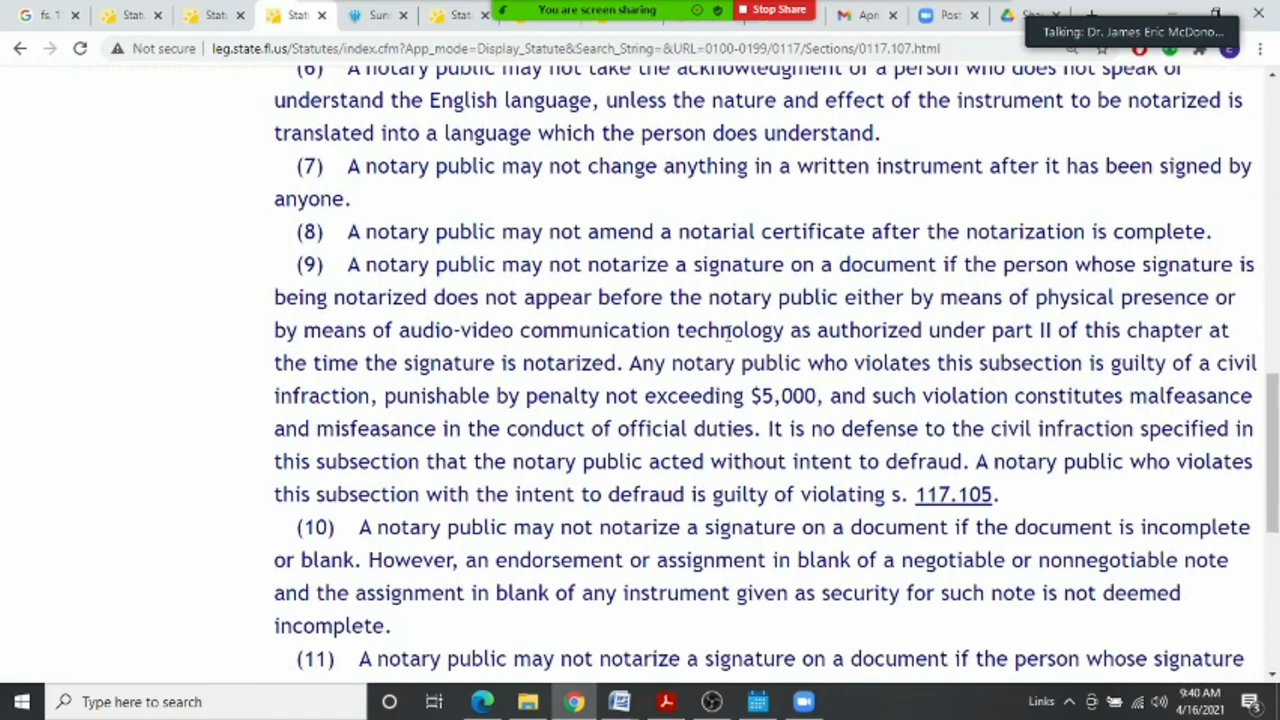 fs. 1
Stat
Stat
Stat
Sun
Stat
You are screen sharing
Stop Share
Apri
Post
Talking: Dr. James Eric McDono...
Not secure
leg.state.fl.us/Statutes/index.cfm?App_mode=Display_Statute&Search_String=&URL=0100-0199/0117/Sections/0117.107.html
(6) A notary public may not take the acknowledgment of a person who does not speak or
understand the English language, unless the nature and effect of the instrument to be notarized is
translated into a language which the person does understand.
(7) A notary public may not change anything in a written instrument after it has been signed by
anyone.
(8) A notary public may not amend a notarial certificate after the notarization is complete.
(9) A notary public may not notarize a signature on a document if the person whose signature is
being notarized does not appear before the notary public either by means of physical presence or
by means of audio-video communication technology as authorized under part II of this chapter at
the time the signature is notarized. Any notary public who violates this subsection is guilty of a civil
infraction, punishable by penalty not exceeding $5,000, and such violation constitutes malfeasance
and misfeasance in the conduct of official duties. It is no defense to the civil infraction specified in
this subsection that the notary public acted without intent to defraud. A notary public who violates
this subsection with the intent to defraud is guilty of violating s. 117.105.
(10) A notary public may not notarize a signature on a document if the document is incomplete
or blank. However, an endorsement or assignment in blank of a negotiable or nonnegotiable note
and the assignment in blank of any instrument given as security for such note is not deemed
incomplete.
(11) A notary public may not notarize a signature on a document if the person whose signature
Type here to search
Links
9:40 AM
4/16/2021